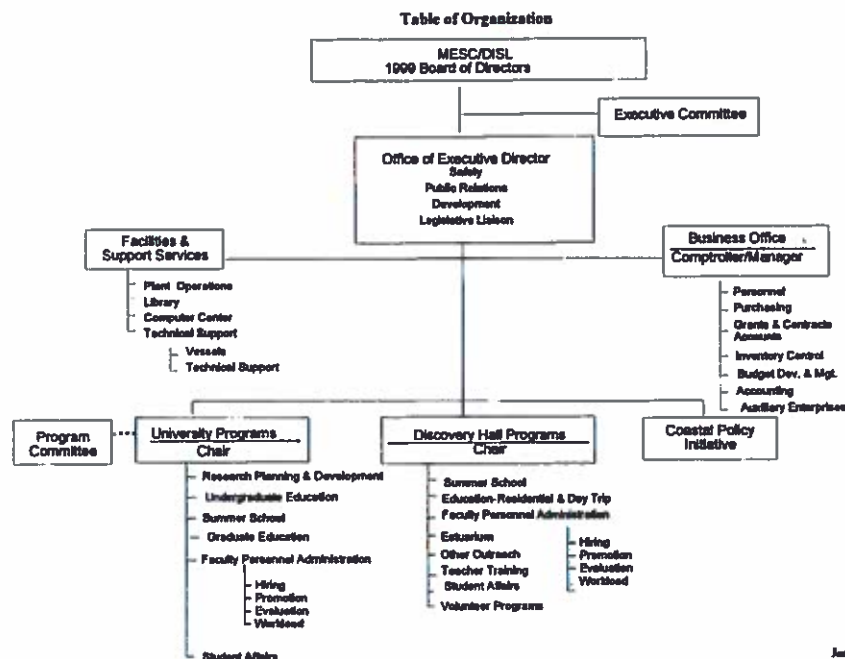 Table of Organization
MESC/DISL
1999 Board of Directors
Executive Committee
Office of Executive Director
Safety
Public Relations
Development
Legislative Liaison
Facilities &
Support Services
Plant Operations
Library
Computer Center
Technical Support
Vessels
Technical Support
Business Office
Comptroller/Manager
Personnel
Purchasing
Grants & Contracts
Accounts
Inventory Control
Budget Dev. & Mgt.
Accounting
Auxiliary Enterprises
Program
Committee
University Programs
Chair
Research Planning & Development
Undergraduate Education
Summer School
Graduate Education
Faculty Personnel Administration
Hiring
Promotion
Evaluation
Workload
Student Affairs
Discovery Hall Programs
Chair
Summer School
Education-Residential & Day Trip
Faculty Personnel Administration
Estuarium
Other Outreach
Teacher Training
Student Affairs
Volunteer Programs
Hiring
Promotion
Evaluation
Workload
Coastal Policy
Initiative